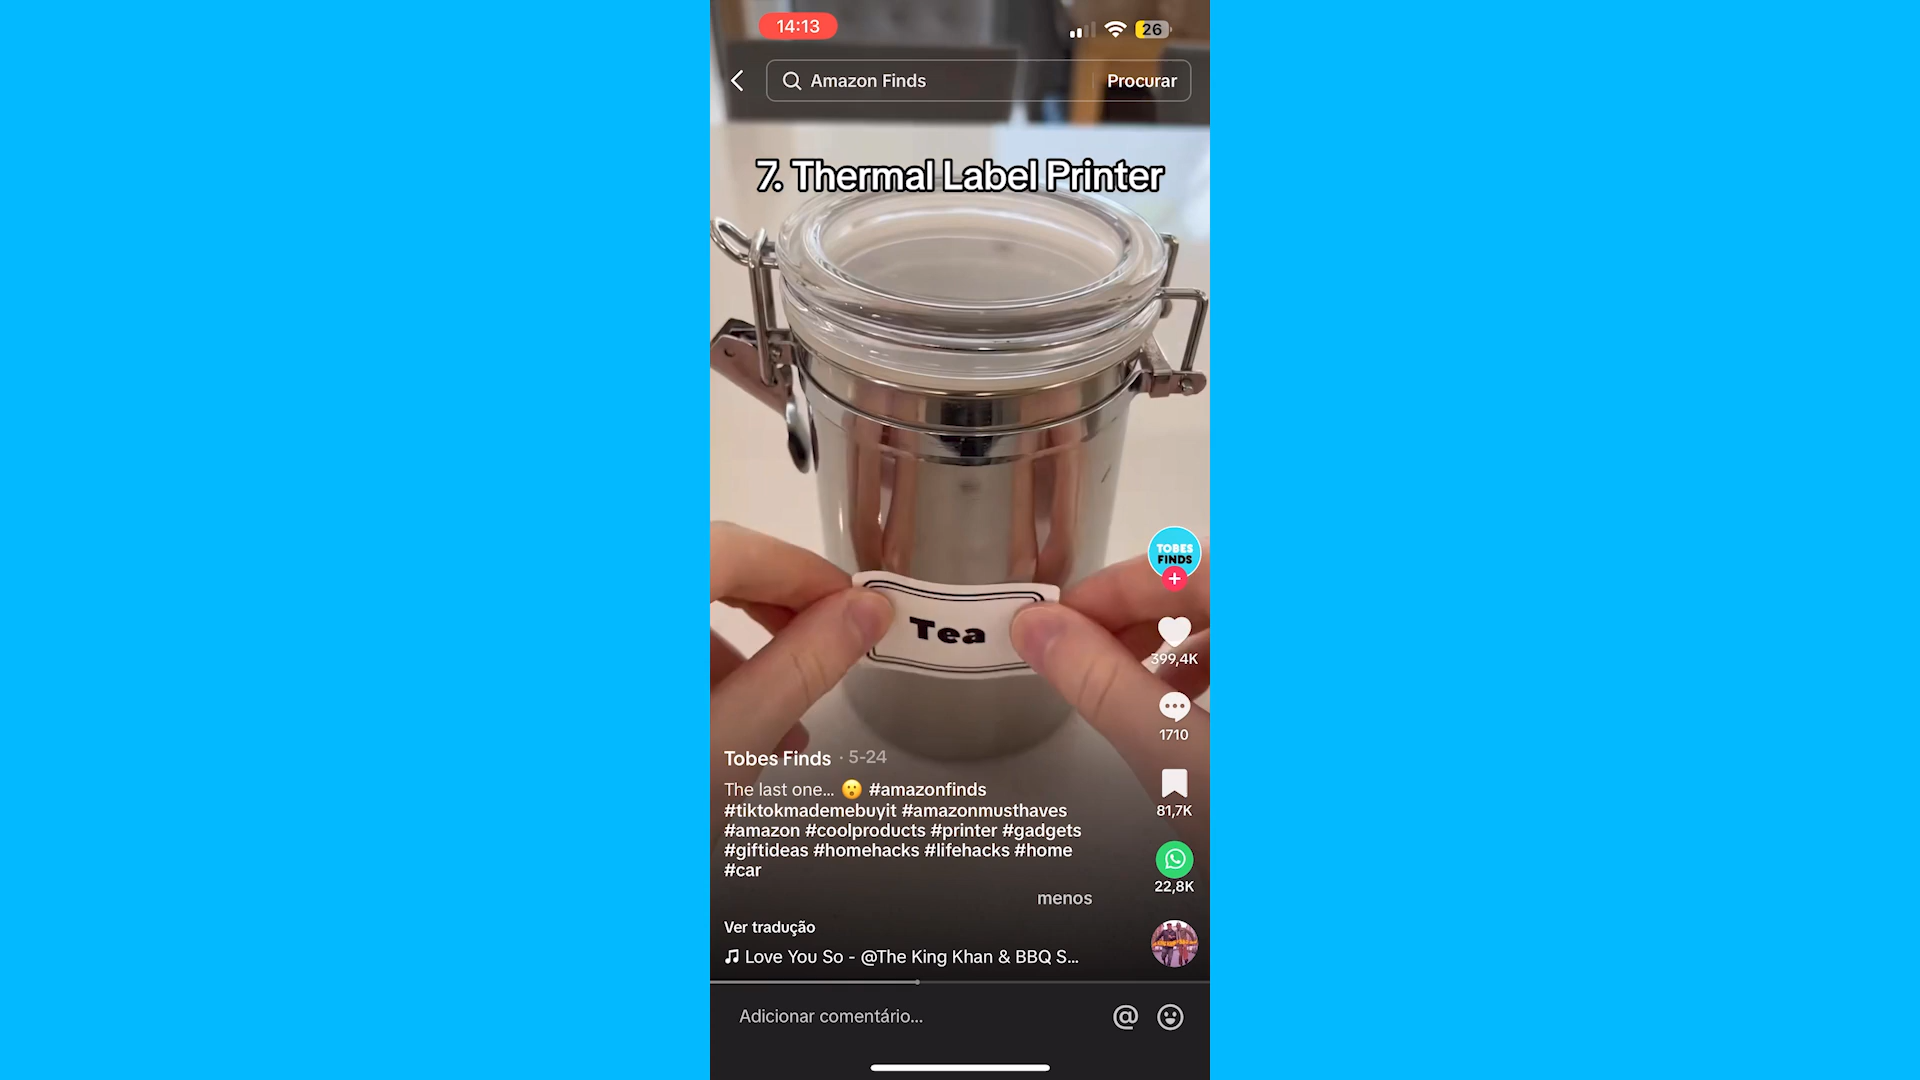 14:13
26
Amazon Finds
Procurar
7. Thermal Label Printer
Tea
TOBES
FINDS
399,4K
1710
81,7K
22,8K
Tobes Finds · 5-24
The last one... 😮 #amazonfinds
#tiktokmademebuyit #amazonmusthaves
#amazon #coolproducts #printer #gadgets
#giftideas #homehacks #lifehacks #home
#car
menos
Ver tradução
Love You So - @The King Khan & BBQ S...
Adicionar comentário...
@